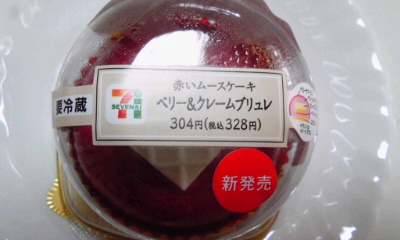 要冷蔵
7i
SEVEN&i
赤いムースケーキ
ベリー&クレームブリュレ
304円(税込328円)
新発売